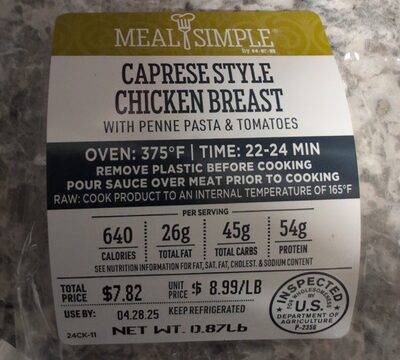 MEAL SIMPLE
by H-E-B
CAPRESE STYLE
CHICKEN BREAST
WITH PENNE PASTA & TOMATOES
OVEN: 375°F | TIME: 22-24 MIN
REMOVE PLASTIC BEFORE COOKING
POUR SAUCE OVER MEAT PRIOR TO COOKING
RAW: COOK PRODUCT TO AN INTERNAL TEMPERATURE OF 165°F
PER SERVING
640 26g 45g 54g
CALORIES TOTAL FAT TOTAL CARBS PROTEIN
SEE NUTRITION INFORMATION FOR FAT, SAT. FAT, CHOLEST. & SODIUM CONTENT
TOTAL PRICE $7.82 UNIT PRICE $ 8.99/LB
USE BY: 04.28.25 KEEP REFRIGERATED
24CK-11 NET WT. 0.87Lb
INSPECTED
FOR WHOLESOMENESS
BY
U.S.
DEPARTMENT OF
AGRICULTURE
P-2356